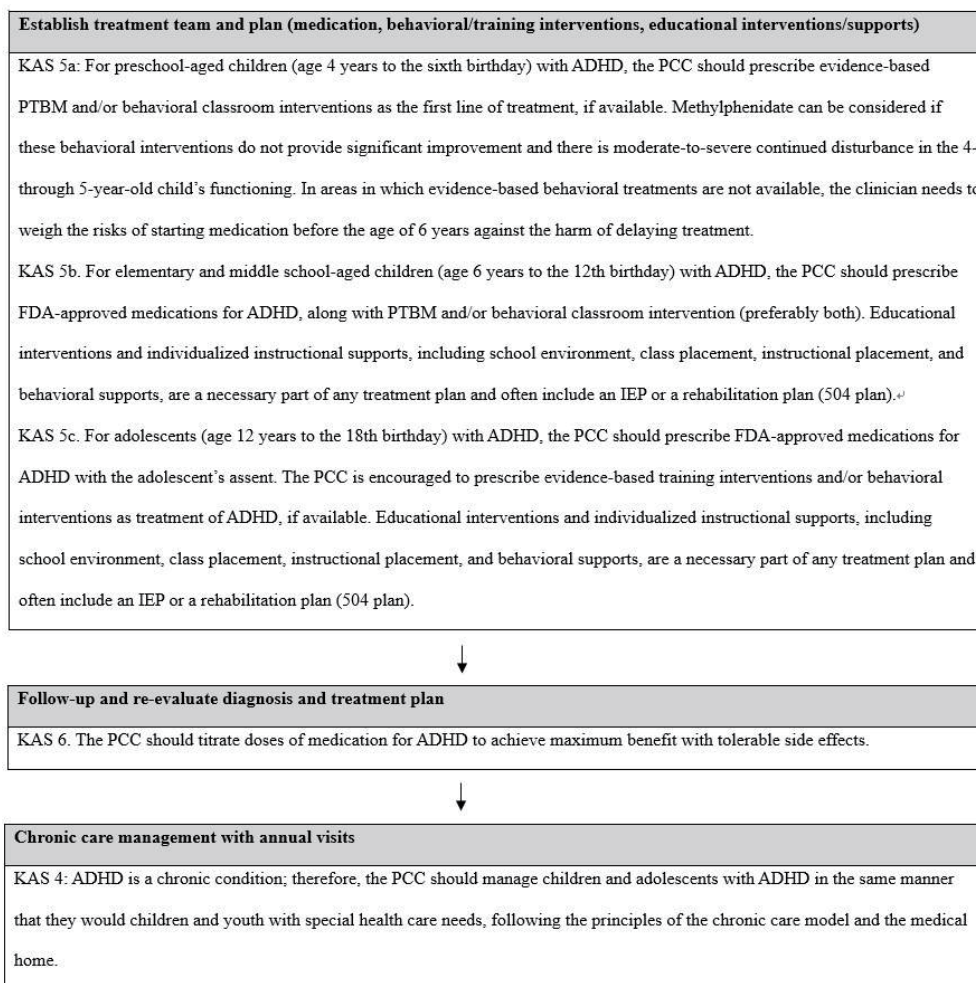 Establish treatment team and plan (medication, behavioral/training interventions, educational interventions/supports)
KAS 5a: For preschool-aged children (age 4 years to the sixth birthday) with ADHD, the PCC should prescribe evidence-based
PTBM and/or behavioral classroom interventions as the first line of treatment, if available. Methylphenidate can be considered if
these behavioral interventions do not provide significant improvement and there is moderate-to-severe continued disturbance in the 4-
through 5-year-old child’s functioning. In areas in which evidence-based behavioral treatments are not available, the clinician needs to
weigh the risks of starting medication before the age of 6 years against the harm of delaying treatment.
KAS 5b. For elementary and middle school-aged children (age 6 years to the 12th birthday) with ADHD, the PCC should prescribe
FDA-approved medications for ADHD, along with PTBM and/or behavioral classroom intervention (preferably both). Educational
interventions and individualized instructional supports, including school environment, class placement, instructional placement, and
behavioral supports, are a necessary part of any treatment plan and often include an IEP or a rehabilitation plan (504 plan).↵
KAS 5c. For adolescents (age 12 years to the 18th birthday) with ADHD, the PCC should prescribe FDA-approved medications for
ADHD with the adolescent’s assent. The PCC is encouraged to prescribe evidence-based training interventions and/or behavioral
interventions as treatment of ADHD, if available. Educational interventions and individualized instructional supports, including
school environment, class placement, instructional placement, and behavioral supports, are a necessary part of any treatment plan and
often include an IEP or a rehabilitation plan (504 plan).
Follow-up and re-evaluate diagnosis and treatment plan
KAS 6. The PCC should titrate doses of medication for ADHD to achieve maximum benefit with tolerable side effects.
Chronic care management with annual visits
KAS 4: ADHD is a chronic condition; therefore, the PCC should manage children and adolescents with ADHD in the same manner
that they would children and youth with special health care needs, following the principles of the chronic care model and the medical
home.